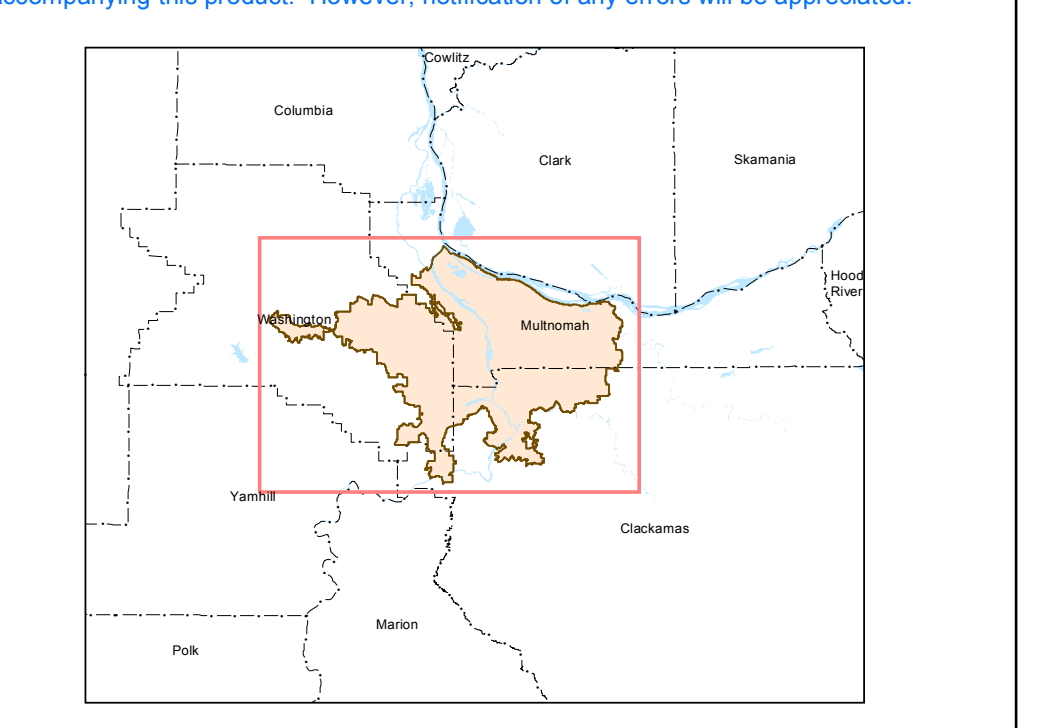 accompanying this product. However, notification of any errors will be appreciated.
Cowlitz
Columbia
Clark
Skamania
Hood
River
Washington
Multnomah
Yamhill
Clackamas
Marion
Polk